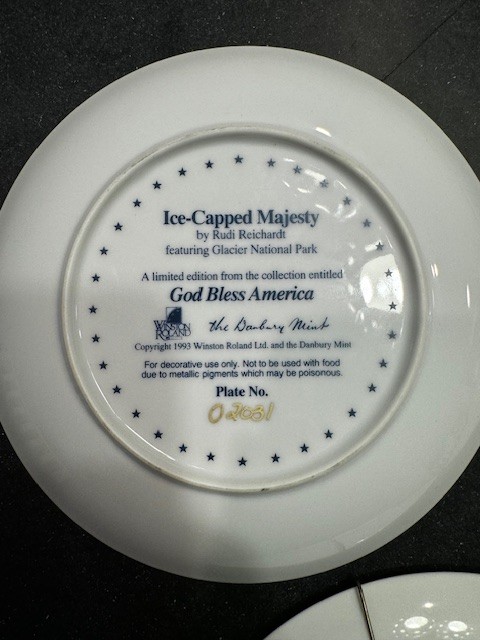 Ice-Capped Majesty
by Rudi Reichardt
featuring Glacier National Park
A limited edition from the collection entitled
God Bless America
WINSTON
ROLAND
the Danbury Mint
Copyright 1993 Winston Roland Ltd. and the Danbury Mint
For decorative use only. Not to be used with food
due to metallic pigments which may be poisonous.
Plate No.
O2031